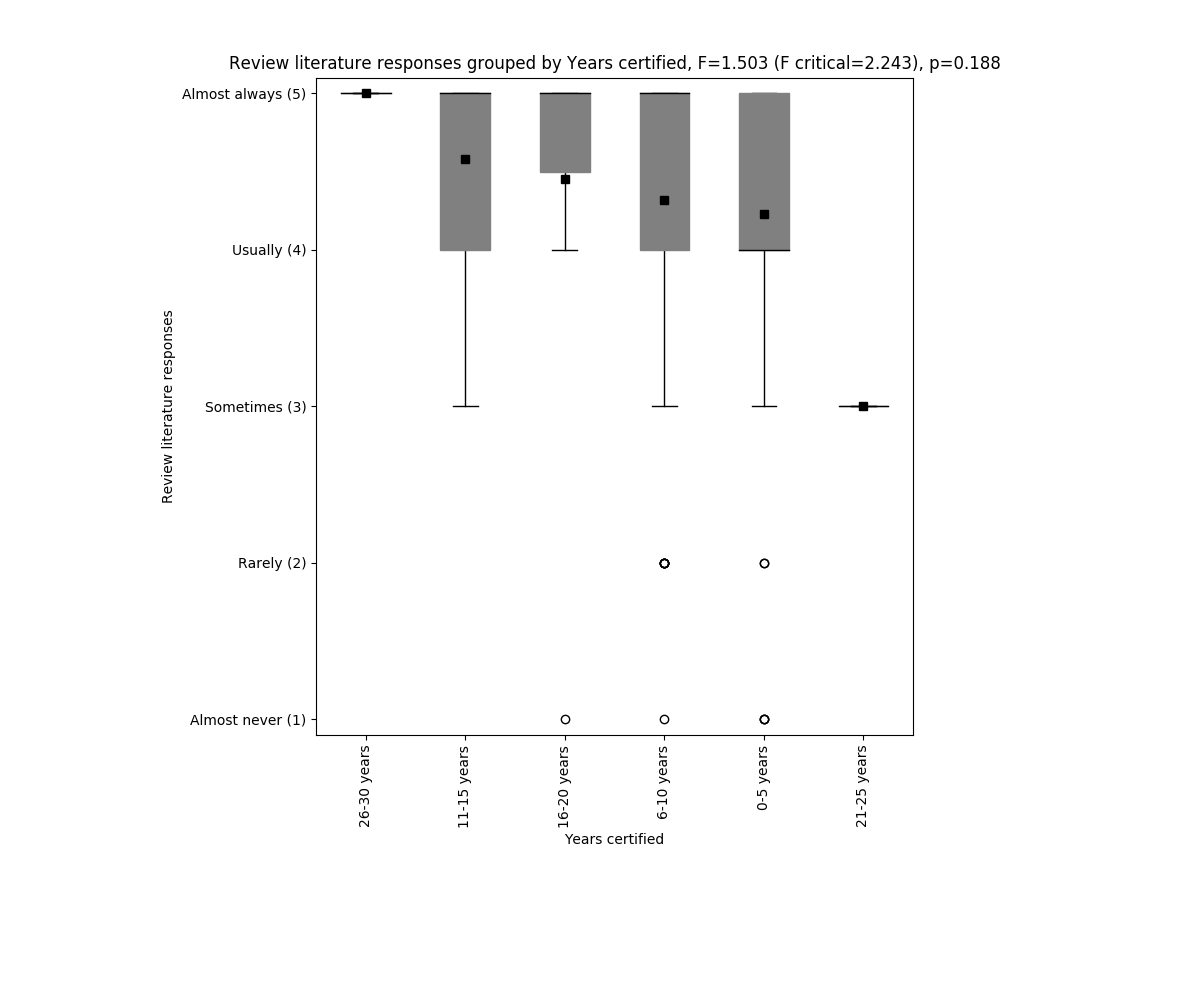 Review literature responses grouped by Years certified, F=1.503 (F critical=2.243), p=0.188
Almost always (5)
Usually (4)
Sometimes (3)
Rarely (2)
Almost never (1)
Review literature responses
26-30 years
11-15 years
16-20 years
6-10 years
0-5 years
21-25 years
Years certified